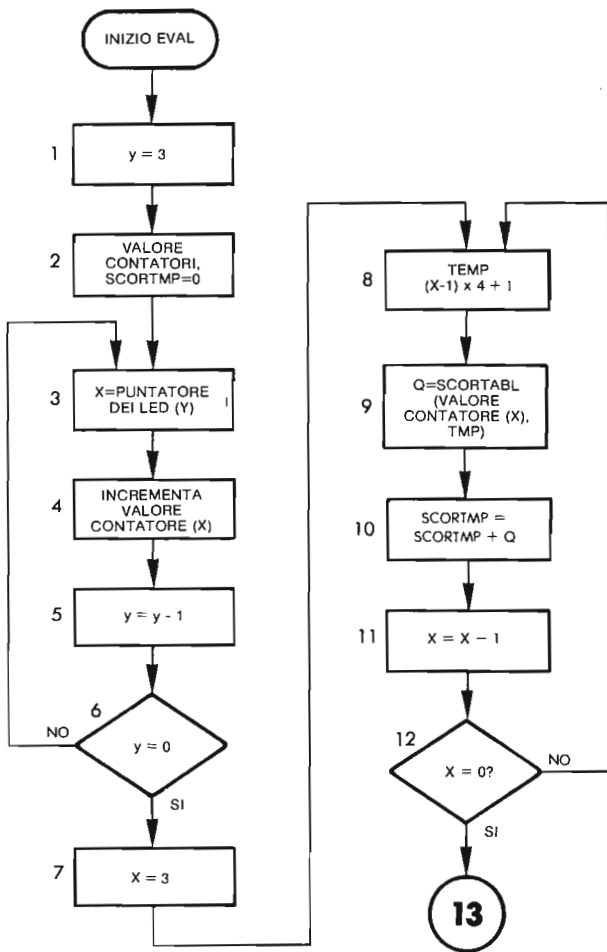 INIZIO EVAL
1
y = 3
2
VALORE
CONTATORI,
SCORTMP=0
3
X=PUNTATORE
DEI LED (Y)
4
INCREMENTA
VALORE
CONTATORE (X)
5
y = y - 1
6
y = 0
NO
SI
7
X = 3
8
TEMP
(X-1) x 4 + 1
9
Q=SCORTABL
(VALORE
CONTATORE (X),
TMP)
10
SCORTMP =
SCORTMP + Q
11
X = X - 1
12
X = 0?
NO
SI
13